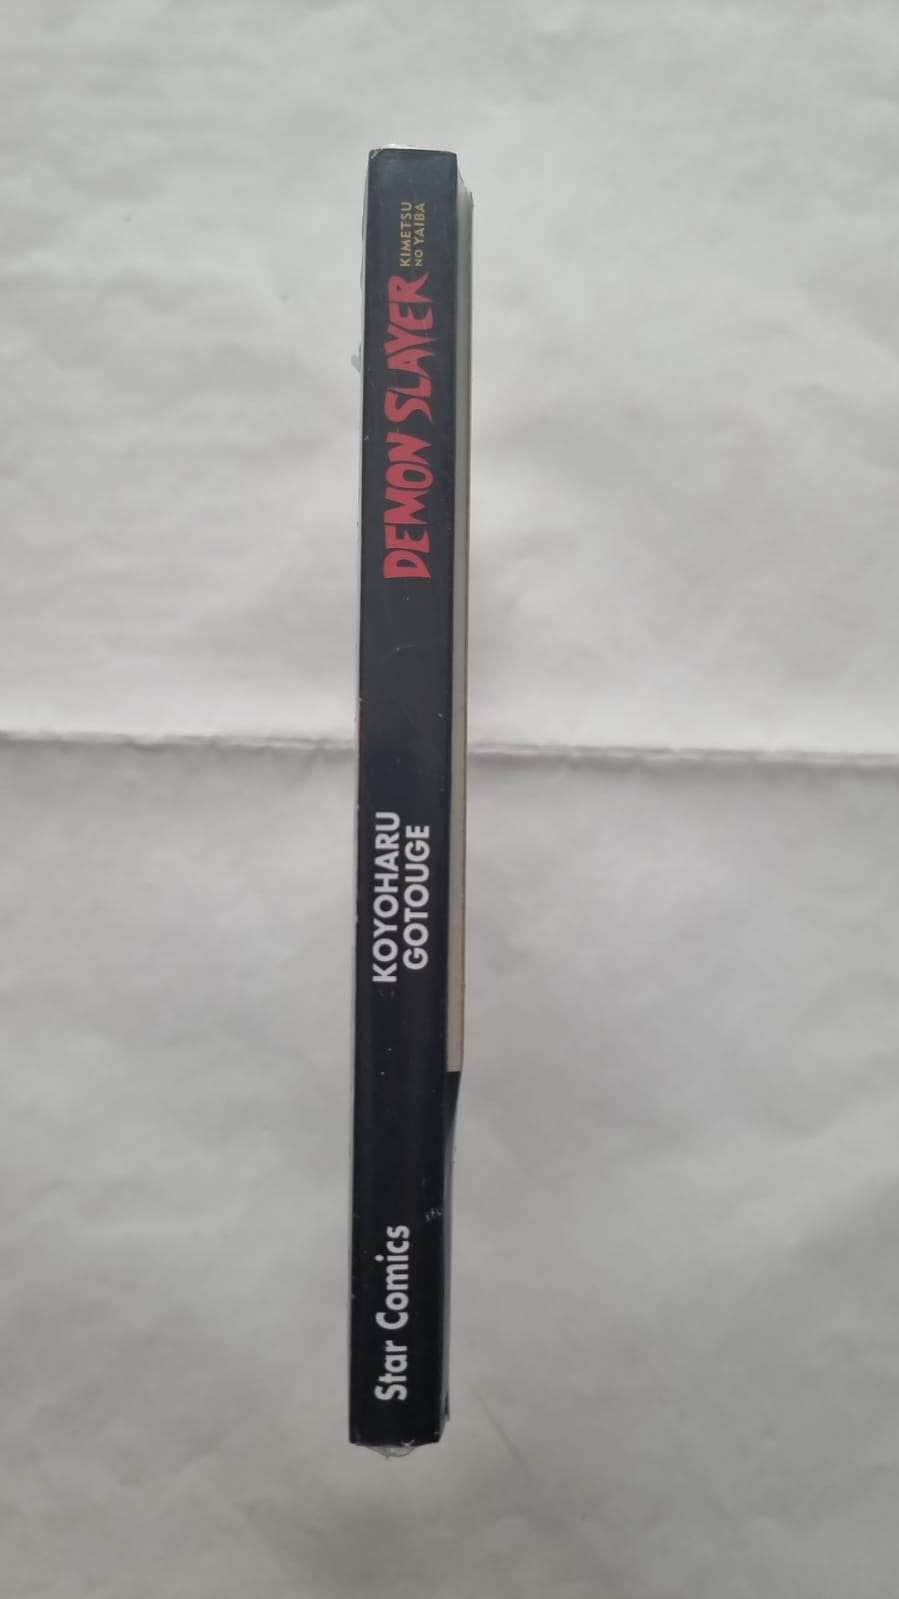 DEMON SLAYER
KIMETSU
NO YAIBA
KOYOHARU
GOTOUGE
Star Comics